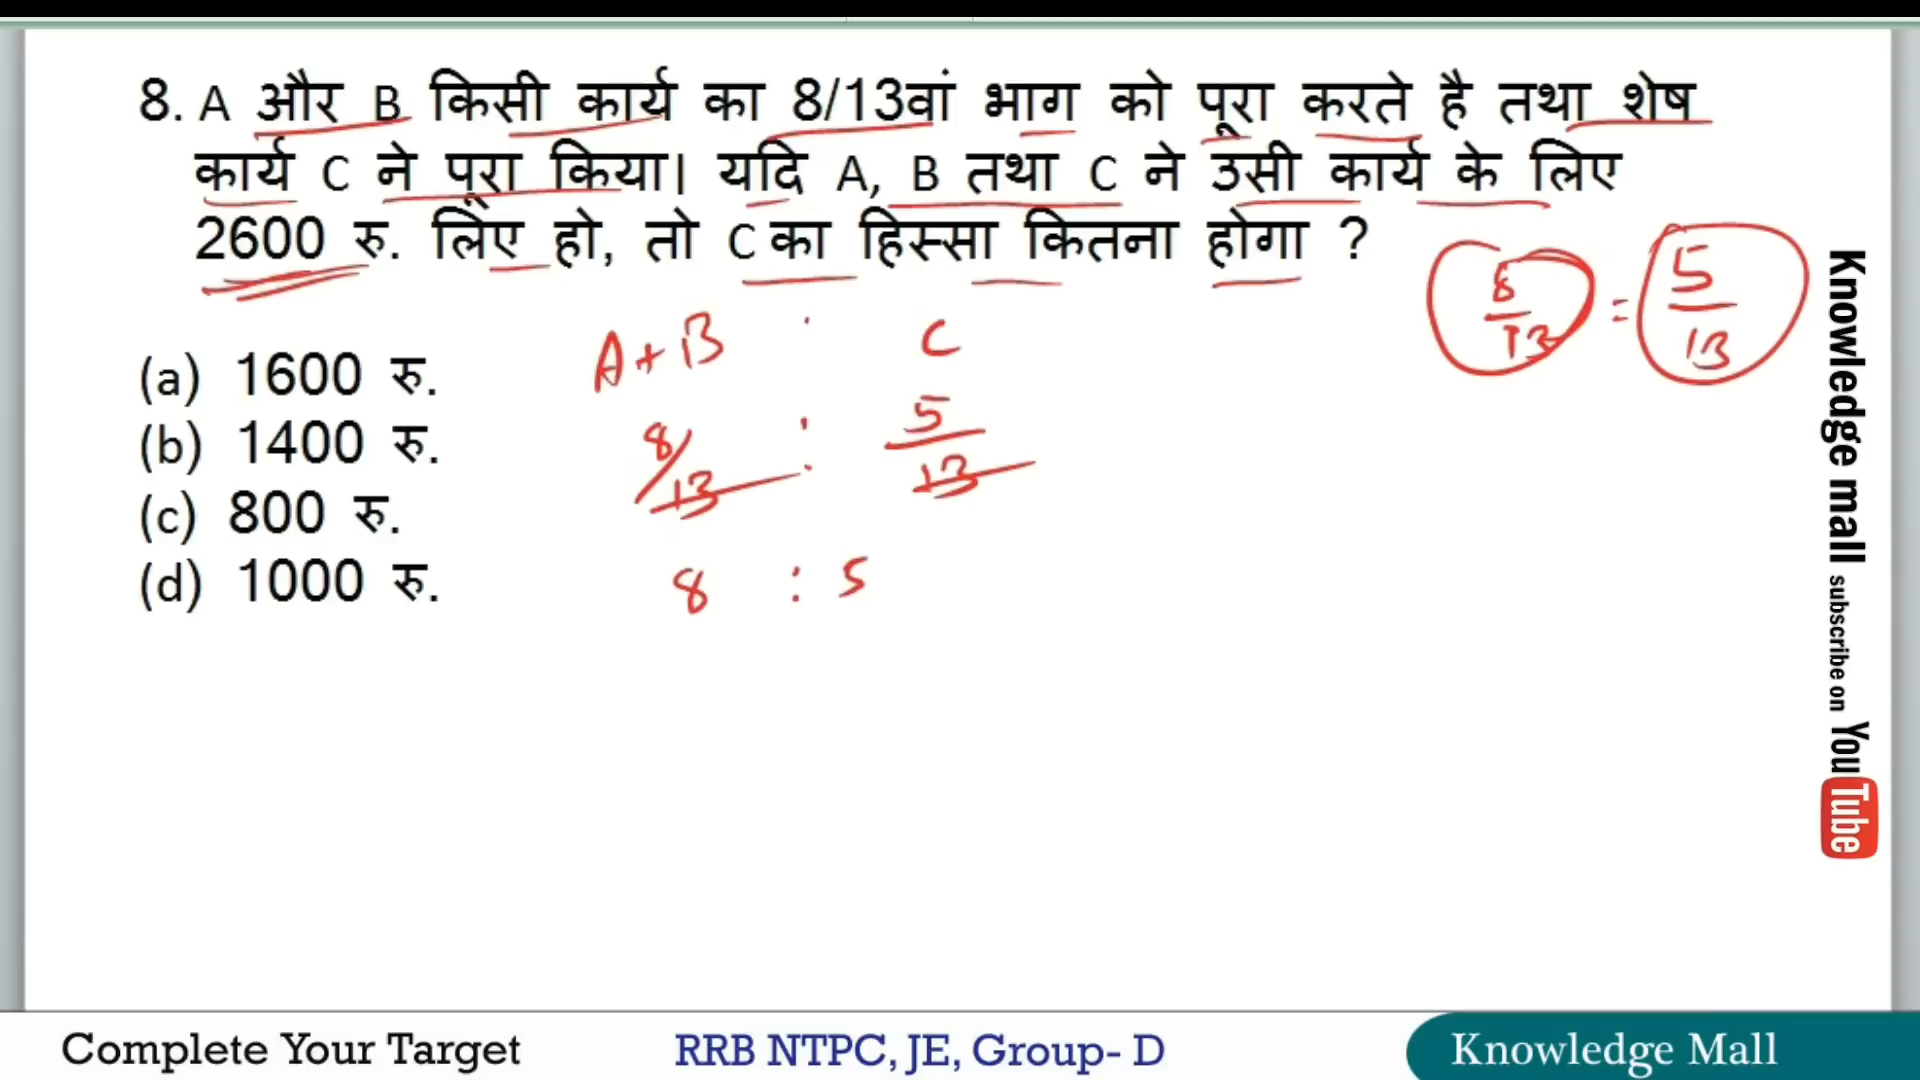 8. A और B किसी कार्य का 8/13वां भाग को पूरा करते है तथा शेष
कार्य C ने पूरा किया। यदि A, B तथा C ने उसी कार्य के लिए
2600 रु. लिए हो, तो C का हिस्सा कितना होगा ?
8/13 = 5/13
(a) 1600 रु.
(b) 1400 रु.
(c) 800 रु.
(d) 1000 रु.
A+B : C
8/13 : 5/13
8 : 5
Knowledge mall subscribe on YouTube
Complete Your Target
RRB NTPC, JE, Group- D
Knowledge Mall